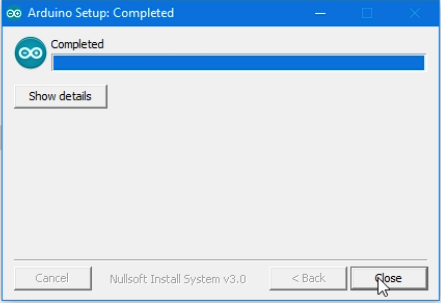 Arduino Setup: Completed
Completed
Show details
Cancel
Nullsoft Install System v3.0
< Back
Close